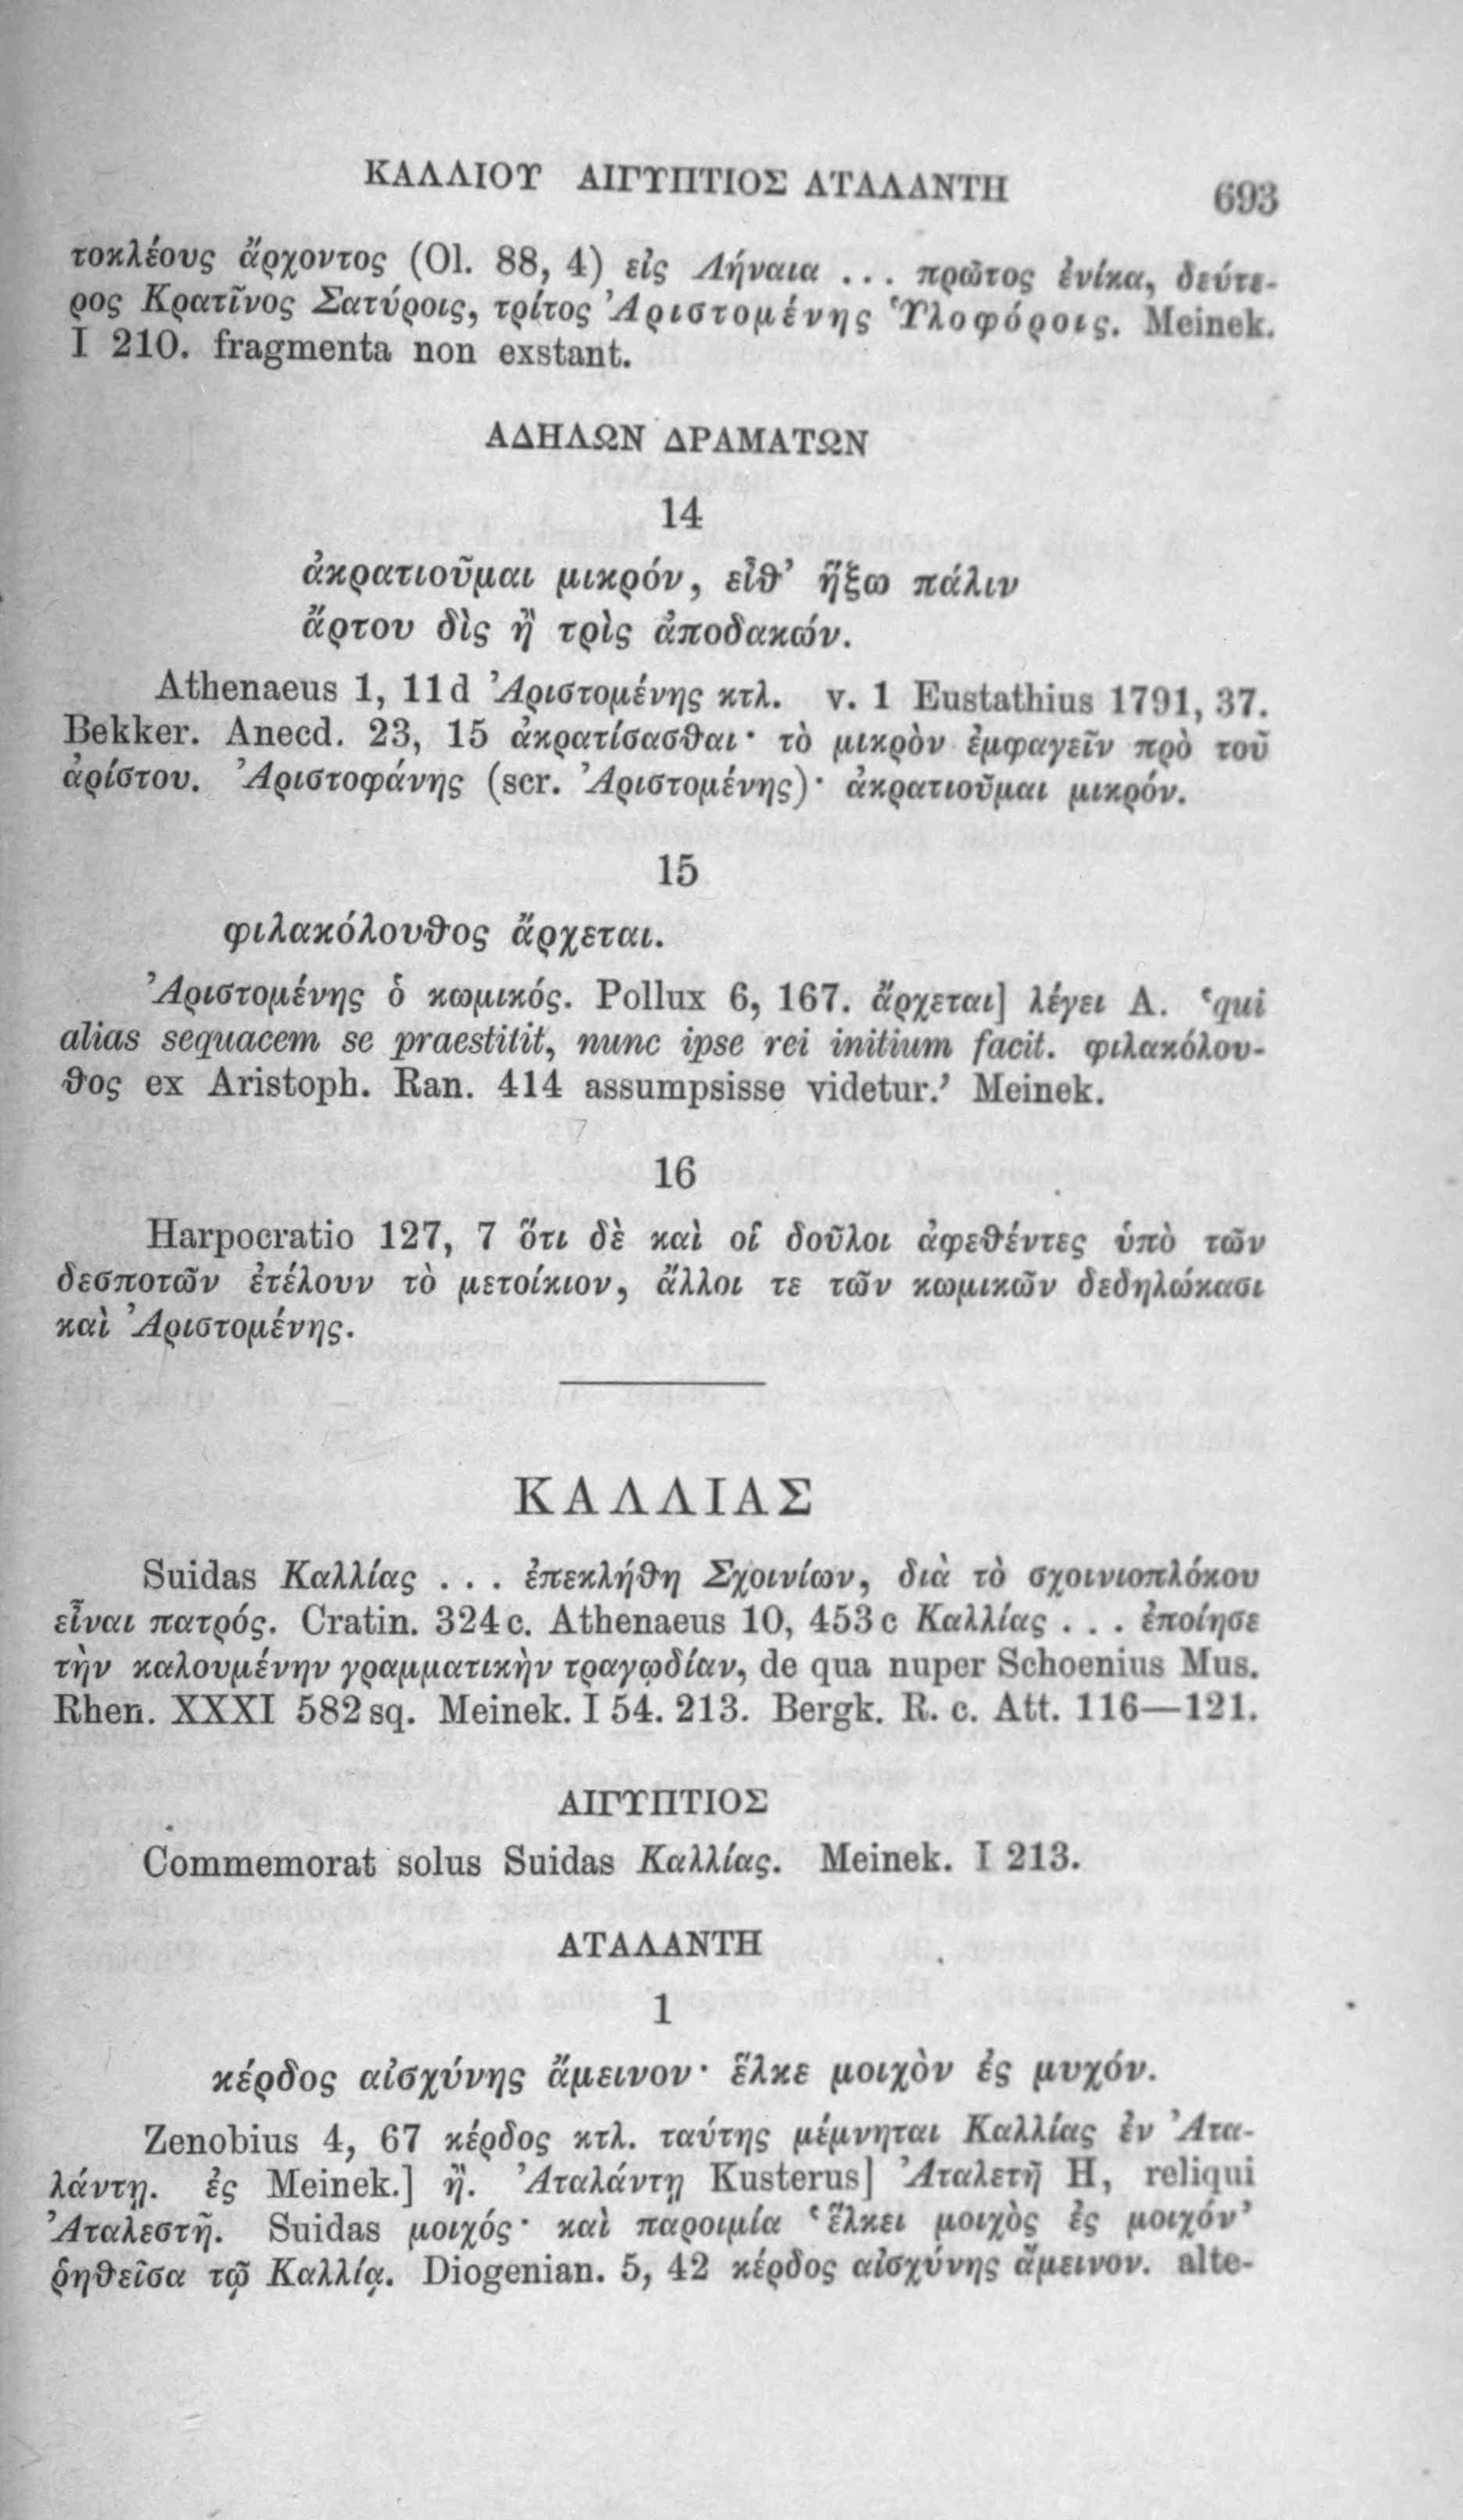 ΚΑΛΛΙΟΥ ΑΙΓΥΠΤΙΟΣ ΑΤΑΛΑΝΤΗ 693
τοκλέους ἄρχοντος (Ol. 88, 4) εἰς Λήναια ... πρῶτος ἐνίκα, δεύτε-
ρος Κρατῖνος Σατύροις, τρίτος Ἀριστομένης Ὑλοφόροις. Meinek.
I 210. fragmenta non exstant.
ΑΔΗΛΩΝ ΔΡΑΜΑΤΩΝ
14
ἀκρατιοῦμαι μικρόν, εἶθ’ ἥξω πάλιν
ἄρτου δὶς ἢ τρὶς ἀποδακών.
Athenaeus 1, 11d Ἀριστομένης κτλ. v. 1 Eustathius 1791, 37.
Bekker. Anecd. 23, 15 ἀκρατίσασθαι· τὸ μικρὸν ἐμφαγεῖν πρὸ τοῦ
ἀρίστου. Ἀριστοφάνης (scr. Ἀριστομένης)· ἀκρατιοῦμαι μικρόν.
15
φιλακόλουθος ἄρχεται.
Ἀριστομένης ὁ κωμικός. Pollux 6, 167. ἄρχεται] λέγει A. ‘qui
alias sequacem se praestitit, nunc ipse rei initium facit. φιλακόλου-
θος ex Aristoph. Ran. 414 assumpsisse videtur.’ Meinek.
16
Harpocratio 127, 7 ὅτι δὲ καὶ οἱ δοῦλοι ἀφεθέντες ὑπὸ τῶν
δεσποτῶν ἐτέλουν τὸ μετοίκιον, ἄλλοι τε τῶν κωμικῶν δεδηλώκασι
καὶ Ἀριστομένης.
ΚΑΛΛΙΑΣ
Suidas Καλλίας ... ἐπεκλήθη Σχοινίων, διὰ τὸ σχοινιοπλόκου
εἶναι πατρός. Cratin. 324c. Athenaeus 10, 453c Καλλίας ... ἐποίησε
τὴν καλουμένην γραμματικὴν τραγῳδίαν, de qua nuper Schoenius Mus.
Rhen. XXXI 582 sq. Meinek. I 54. 213. Bergk. R. c. Att. 116—121.
ΑΙΓΥΠΤΙΟΣ
Commemorat solus Suidas Καλλίας. Meinek. I 213.
ΑΤΑΛΑΝΤΗ
1
κέρδος αἰσχύνης ἄμεινον· ἕλκε μοιχὸν ἐς μυχόν.
Zenobius 4, 67 κέρδος κτλ. ταύτης μέμνηται Καλλίας ἐν Ἀτα-
λάντῃ. ἐς Meinek.] ἤ. Ἀταλάντῃ Kusterus] Ἀταλετῇ H, reliqui
Ἀταλεστῇ. Suidas μοιχός· καὶ παροιμία ‘ἕλκει μοιχὸς ἐς μοιχόν’
ῥηθεῖσα τῷ Καλλίᾳ. Diogenian. 5, 42 κέρδος αἰσχύνης ἄμεινον. alte-